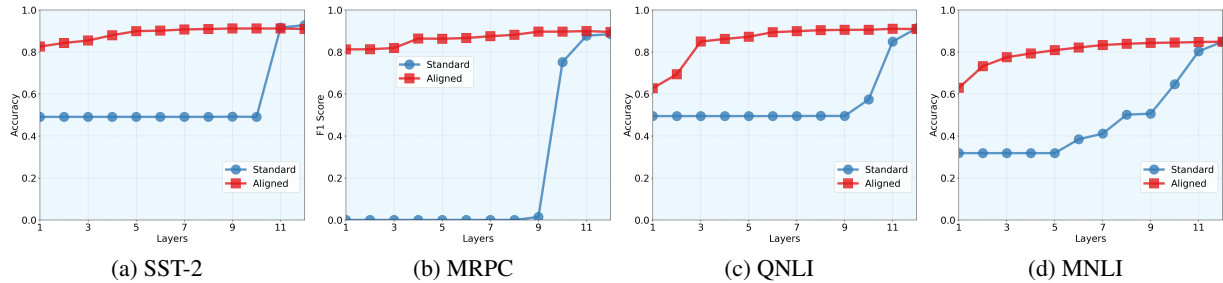 1.0
0.8
0.6
0.4
0.2
0.0
Accuracy
1 3 5 7 9 11
Layers
Standard
Aligned
(a) SST-2
1.0
0.8
0.6
0.4
0.2
0.0
F1 Score
1 3 5 7 9 11
Layers
Standard
Aligned
(b) MRPC
1.0
0.8
0.6
0.4
0.2
0.0
Accuracy
1 3 5 7 9 11
Layers
Standard
Aligned
(c) QNLI
1.0
0.8
0.6
0.4
0.2
0.0
Accuracy
1 3 5 7 9 11
Layers
Standard
Aligned
(d) MNLI